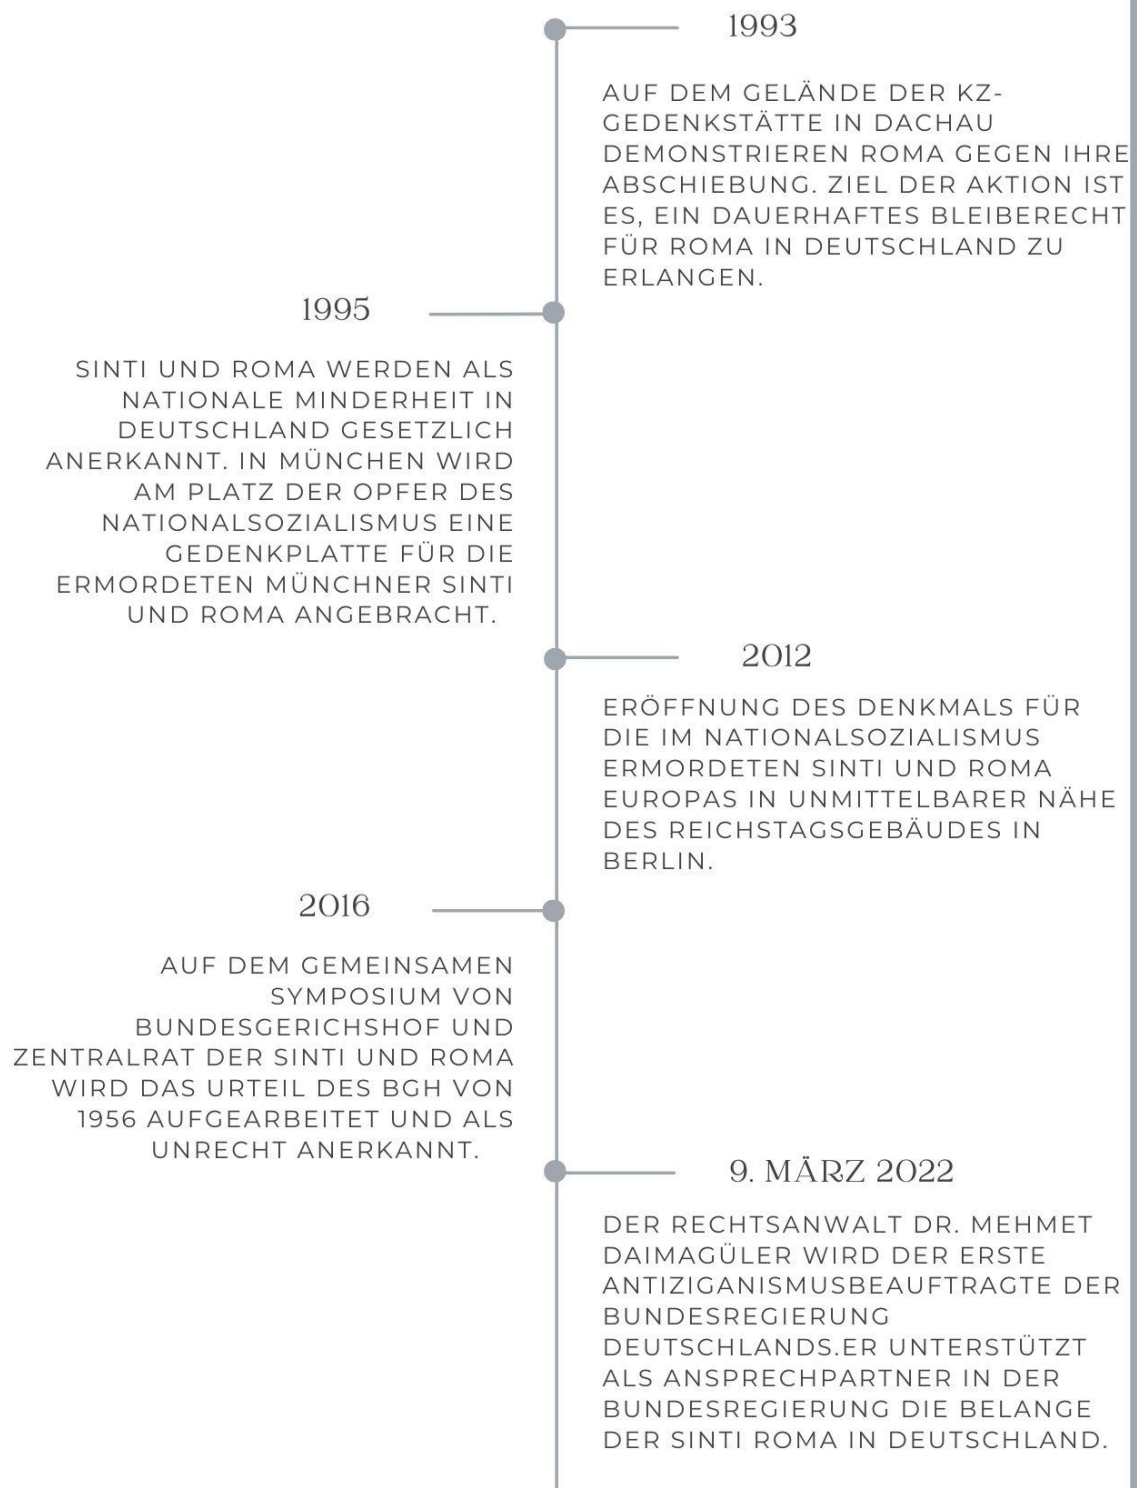 1993
AUF DEM GELÄNDE DER KZ-
GEDENKSTÄTTE IN DACHAU
DEMONSTRIEREN ROMA GEGEN IHRE
ABSCHIEBUNG. ZIEL DER AKTION IST
ES, EIN DAUERHAFTES BLEIBERECHT
FÜR ROMA IN DEUTSCHLAND ZU
ERLANGEN.
1995
SINTI UND ROMA WERDEN ALS
NATIONALE MINDERHEIT IN
DEUTSCHLAND GESETZLICH
ANERKANNT. IN MÜNCHEN WIRD
AM PLATZ DER OPFER DES
NATIONALSOZIALISMUS EINE
GEDENKPLATTE FÜR DIE
ERMORDETEN MÜNCHNER SINTI
UND ROMA ANGEBRACHT.
2012
ERÖFFNUNG DES DENKMALS FÜR
DIE IM NATIONALSOZIALISMUS
ERMORDETEN SINTI UND ROMA
EUROPAS IN UNMITTELBARER NÄHE
DES REICHSTAGSGEBÄUDES IN
BERLIN.
2016
AUF DEM GEMEINSAMEN
SYMPOSIUM VON
BUNDESGERICHSHOF UND
ZENTRALRAT DER SINTI UND ROMA
WIRD DAS URTEIL DES BGH VON
1956 AUFGEARBEITET UND ALS
UNRECHT ANERKANNT.
9. MÄRZ 2022
DER RECHTSANWALT DR. MEHMET
DAIMAGÜLER WIRD DER ERSTE
ANTIZIGANISMUSBEAUFTRAGTE DER
BUNDESREGIERUNG
DEUTSCHLANDS.ER UNTERSTÜTZT
ALS ANSPRECHPARTNER IN DER
BUNDESREGIERUNG DIE BELANGE
DER SINTI ROMA IN DEUTSCHLAND.